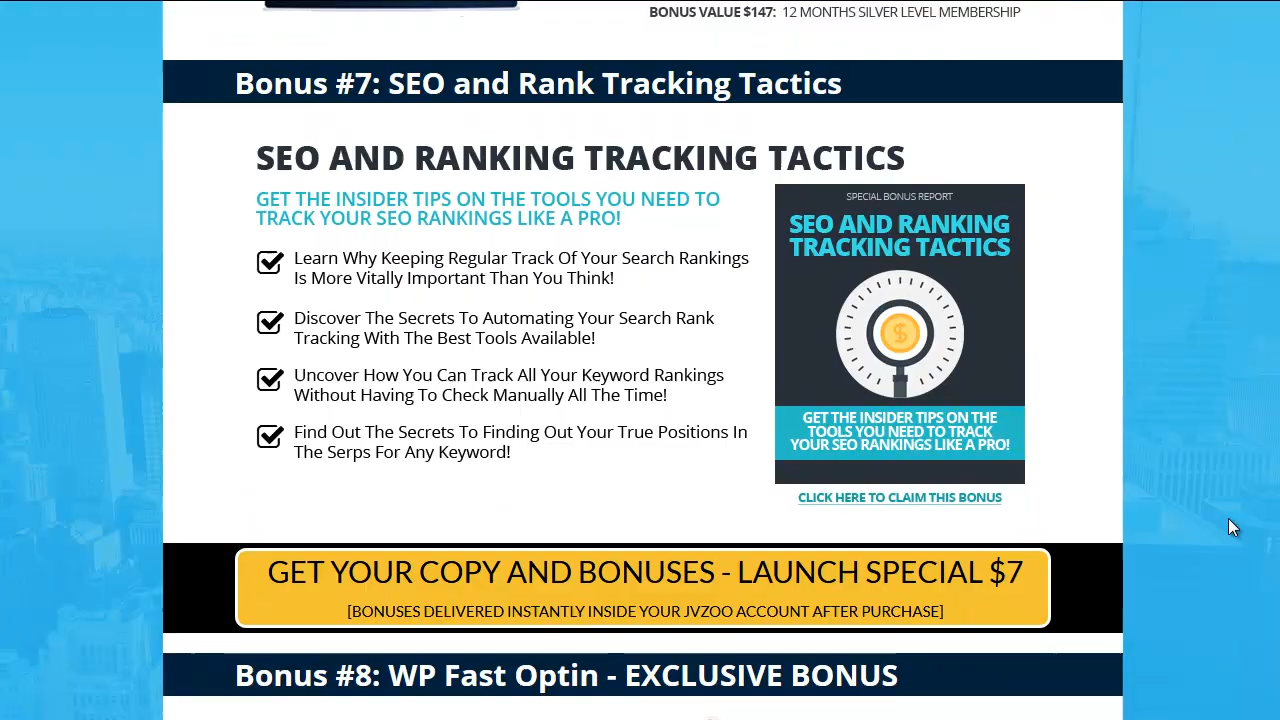 BONUS VALUE $147: 12 MONTHS SILVER LEVEL MEMBERSHIP
Bonus #7: SEO and Rank Tracking Tactics
SEO AND RANKING TRACKING TACTICS
GET THE INSIDER TIPS ON THE TOOLS YOU NEED TO
TRACK YOUR SEO RANKINGS LIKE A PRO!
Learn Why Keeping Regular Track Of Your Search Rankings
Is More Vitally Important Than You Think!
Discover The Secrets To Automating Your Search Rank
Tracking With The Best Tools Available!
Uncover How You Can Track All Your Keyword Rankings
Without Having To Check Manually All The Time!
Find Out The Secrets To Finding Out Your True Positions In
The Serps For Any Keyword!
SPECIAL BONUS REPORT
SEO AND RANKING
TRACKING TACTICS
$
GET THE INSIDER TIPS ON THE
TOOLS YOU NEED TO TRACK
YOUR SEO RANKINGS LIKE A PRO!
CLICK HERE TO CLAIM THIS BONUS
GET YOUR COPY AND BONUSES - LAUNCH SPECIAL $7
[BONUSES DELIVERED INSTANTLY INSIDE YOUR JVZOO ACCOUNT AFTER PURCHASE]
Bonus #8: WP Fast Optin - EXCLUSIVE BONUS